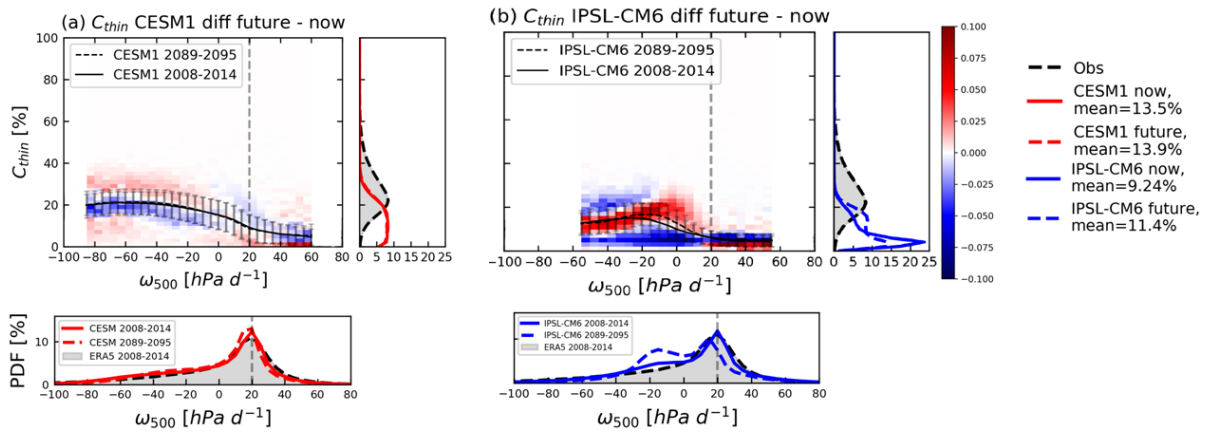 (a) C_thin CESM1 diff future - now
(b) C_thin IPSL-CM6 diff future - now
100
80
60
40
20
0
C_thin [%]
CESM1 2089-2095
CESM1 2008-2014
-100 -80 -60 -40 -20 0 20 40 60 80
ω500 [hPa d⁻¹]
0 5 10 15 20 25
IPSL-CM6 2089-2095
IPSL-CM6 2008-2014
-100 -80 -60 -40 -20 0 20 40 60 80
ω500 [hPa d⁻¹]
0.100
0.075
0.050
0.025
0.000
-0.025
-0.050
-0.075
-0.100
0 5 10 15 20 25
Obs
CESM1 now,
mean=13.5%
CESM1 future,
mean=13.9%
IPSL-CM6 now,
mean=9.24%
IPSL-CM6 future,
mean=11.4%
PDF [%]
10
0
CESM 2008-2014
CESM 2089-2095
ERA5 2008-2014
-100 -80 -60 -40 -20 0 20 40 60 80
ω500 [hPa d⁻¹]
IPSL-CM6 2008-2014
IPSL-CM6 2089-2095
ERA5 2008-2014
-100 -80 -60 -40 -20 0 20 40 60 80
ω500 [hPa d⁻¹]